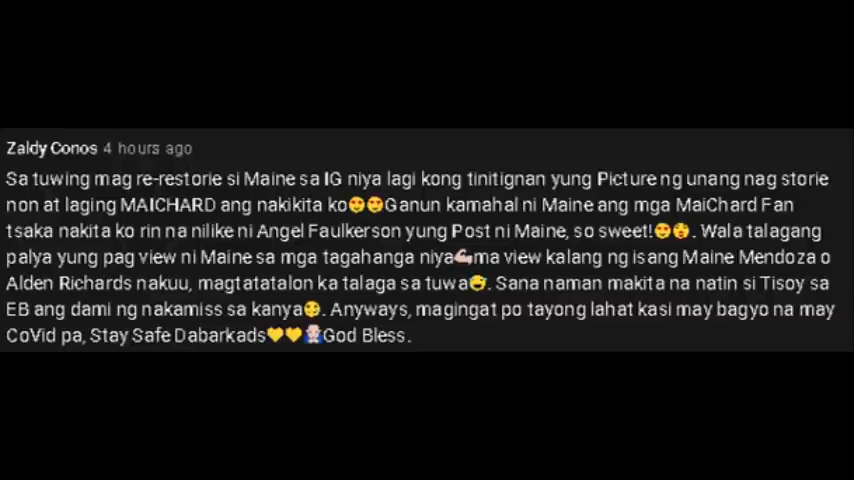 Zaldy Conos 4 hours ago
Sa tuwing mag re-restorie si Maine sa IG niya lagi kong tinitignan yung Picture ng unang nag storie
non at laging MAICHARD ang nakikita ko😍😍Ganun kamahal ni Maine ang mga MaiChard Fan
tsaka nakita ko rin na nilike ni Angel Faulkerson yung Post ni Maine, so sweet!😍😲. Wala talagang
palya yung pag view ni Maine sa mga tagahanga niya💪ma view kalang ng isang Maine Mendoza o
Alden Richards nakuu, magtatatalon ka talaga sa tuwa😅. Sana naman makita na natin si Tisoy sa
EB ang dami ng nakamiss sa kanya😊. Anyways, magingat po tayong lahat kasi may bagyo na may
CoVid pa, Stay Safe Dabarkads💛💛God Bless.